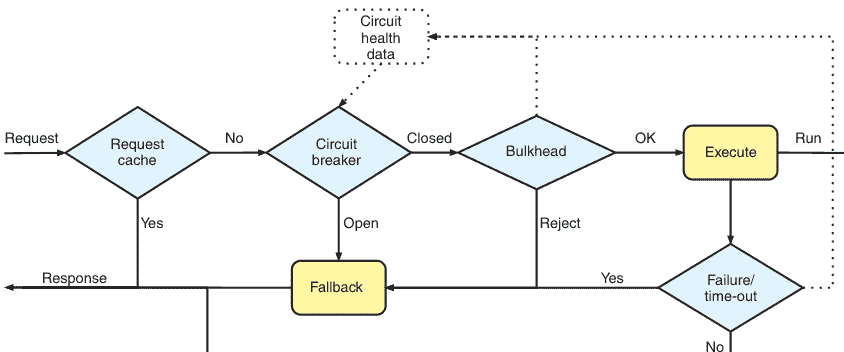 Circuit
health
data
Request
Request
cache
No
Circuit
breaker
Closed
Bulkhead
OK
Execute
Run
Yes
Open
Reject
Response
Fallback
Yes
Failure/
time-out
No